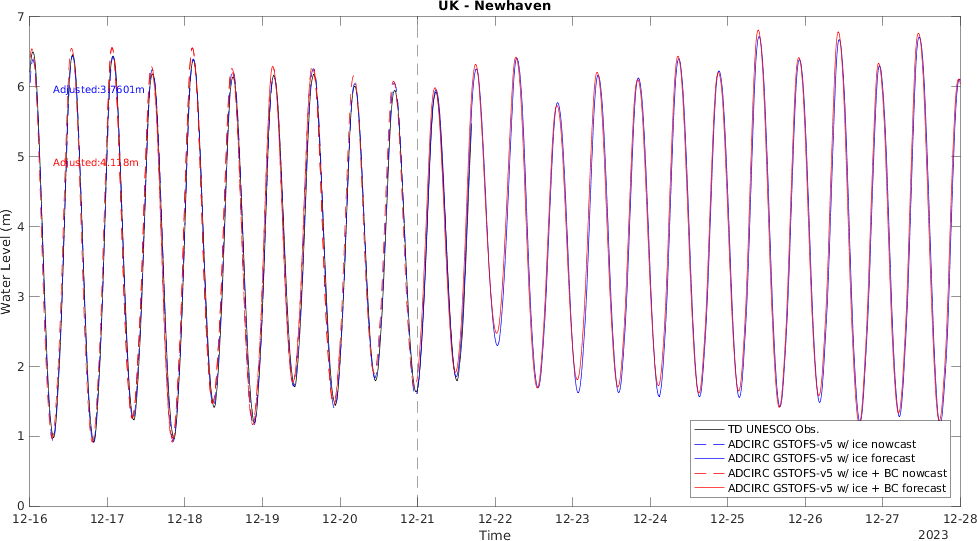 UK - Newhaven
7
6
5
4
3
2
1
0
Water Level (m)
Adjusted:3.7601m
Adjusted:4.118m
TD UNESCO Obs.
ADCIRC GSTOFS-v5 w/ ice nowcast
ADCIRC GSTOFS-v5 w/ ice forecast
ADCIRC GSTOFS-v5 w/ ice + BC nowcast
ADCIRC GSTOFS-v5 w/ ice + BC forecast
12-16 12-17 12-18 12-19 12-20 12-21 12-22 12-23 12-24 12-25 12-26 12-27 12-28
Time 2023